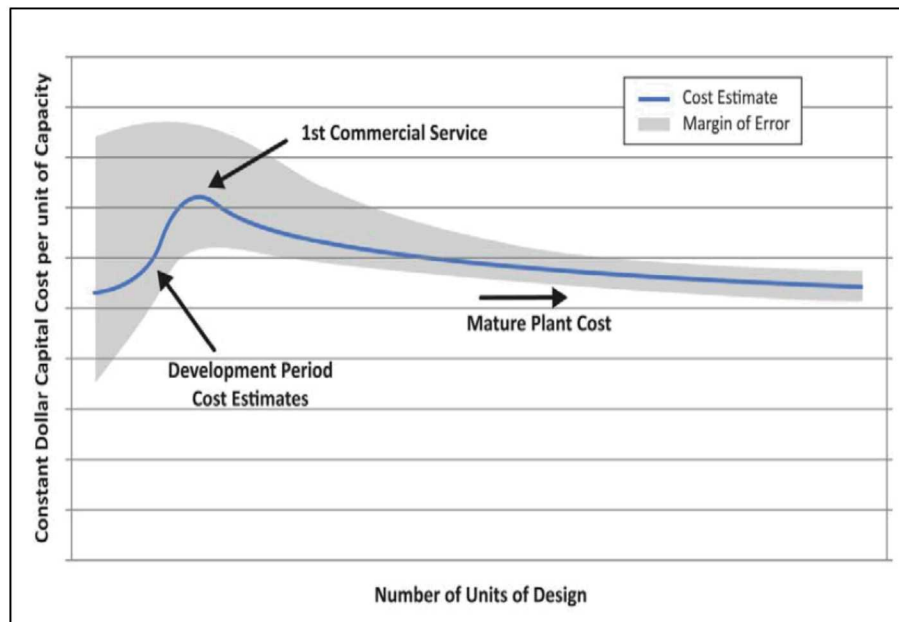 Constant Dollar Capital Cost per unit of Capacity
Cost Estimate
Margin of Error
1st Commercial Service
Mature Plant Cost
Development Period
Cost Estimates
Number of Units of Design